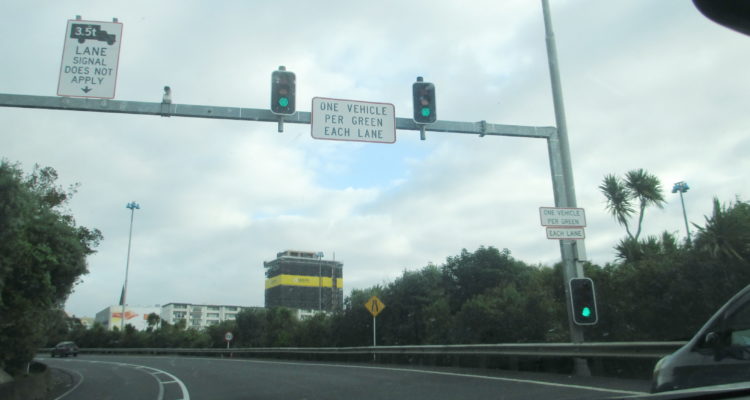 3.5t
LANE
SIGNAL
DOES NOT
APPLY
ONE VEHICLE
PER GREEN
EACH LANE
ONE VEHICLE
PER GREEN
EACH LANE